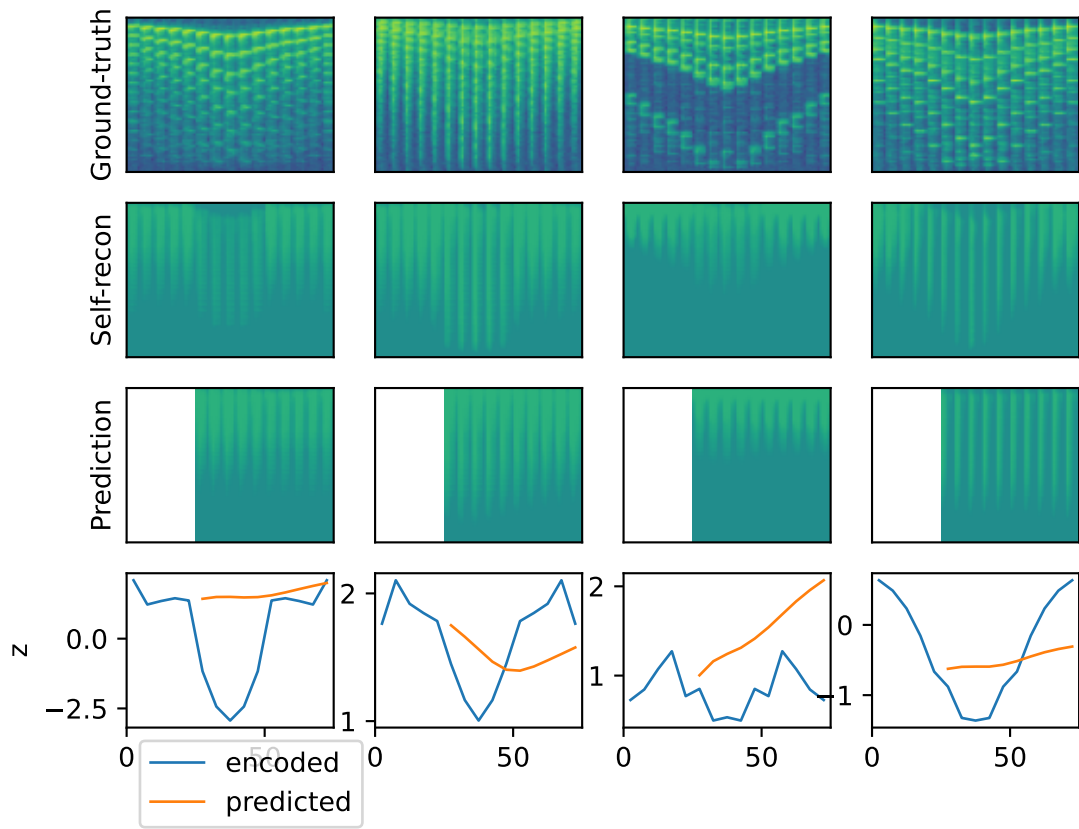 Ground-truth
Self-recon
Prediction
z
0.0
−2.5
2
1
2
1
0
−1
0
50
0
50
0
50
0
50
encoded
predicted